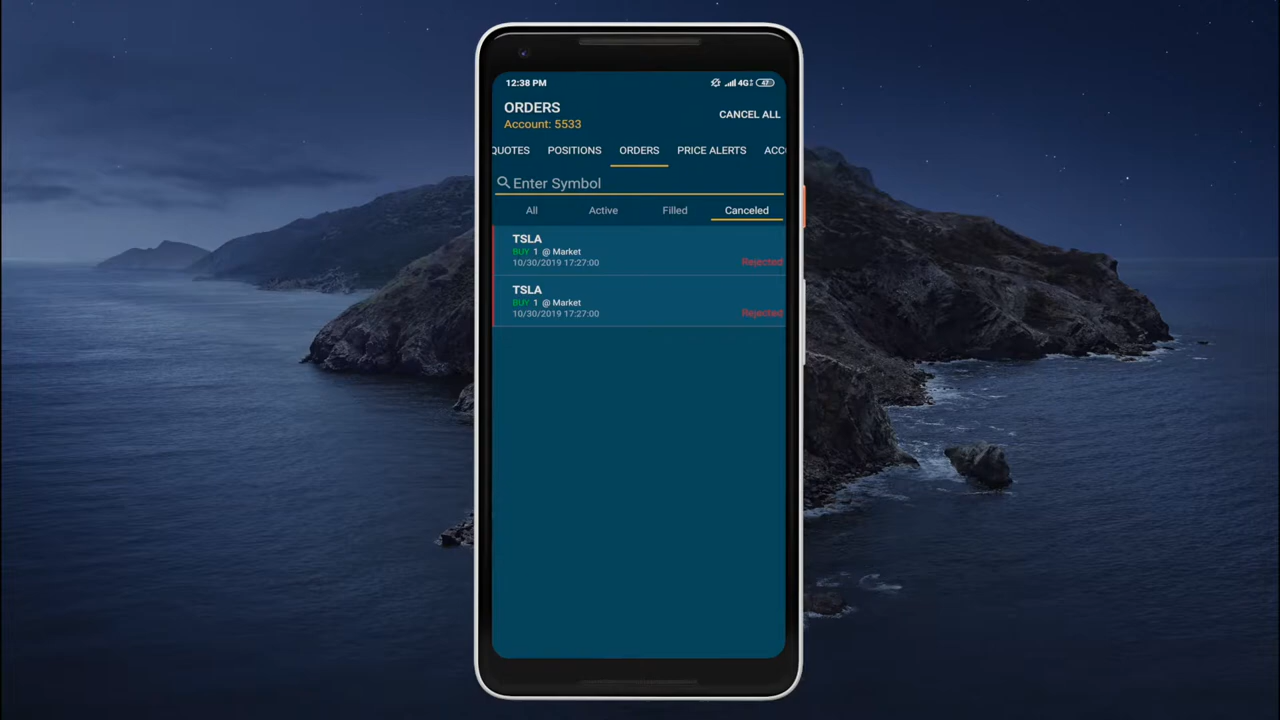 12:38 PM 4G 47
ORDERS
CANCEL ALL
Account: 5533
QUOTES POSITIONS ORDERS PRICE ALERTS ACCO
Enter Symbol
All Active Filled Canceled
TSLA
BUY 1 @ Market
10/30/2019 17:27:00 Rejected
TSLA
BUY 1 @ Market
10/30/2019 17:27:00 Rejected